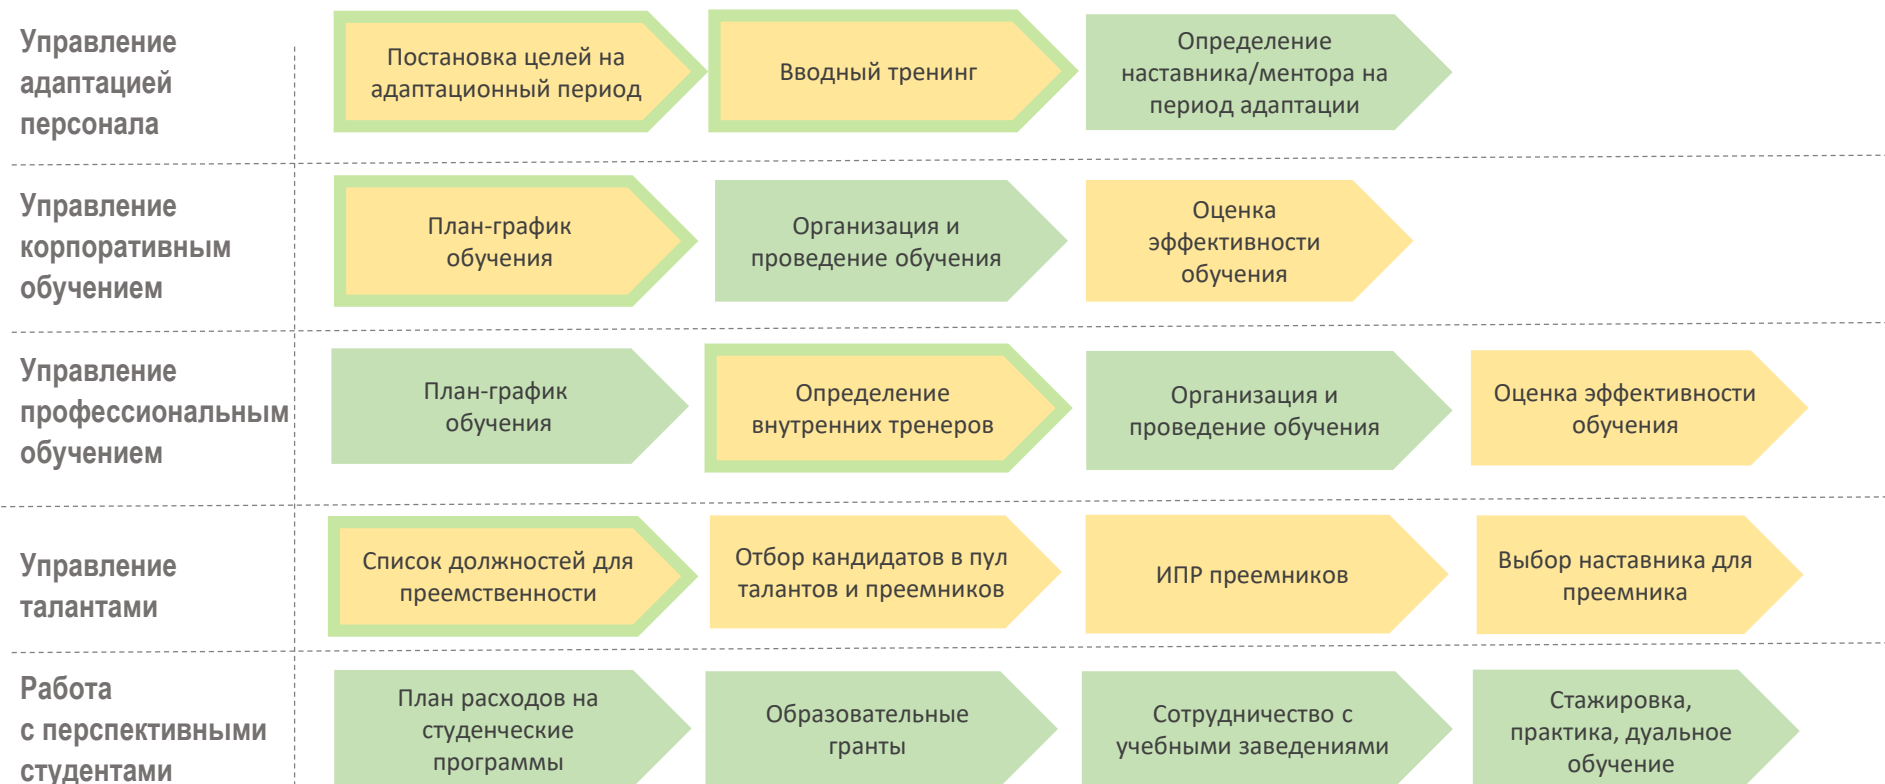 Управление
адаптацией
персонала
Постановка целей на
адаптационный период
Вводный тренинг
Определение
наставника/ментора на
период адаптации
Управление
корпоративным
обучением
План-график
обучения
Организация и
проведение обучения
Оценка
эффективности
обучения
Управление
профессиональным
обучением
План-график
обучения
Определение
внутренних тренеров
Организация и
проведение обучения
Оценка эффективности
обучения
Управление
талантами
Список должностей для
преемственности
Отбор кандидатов в пул
талантов и преемников
ИПР преемников
Выбор наставника для
преемника
Работа
с перспективными
студентами
План расходов на
студенческие
программы
Образовательные
гранты
Сотрудничество с
учебными заведениями
Стажировка,
практика, дуальное
обучение